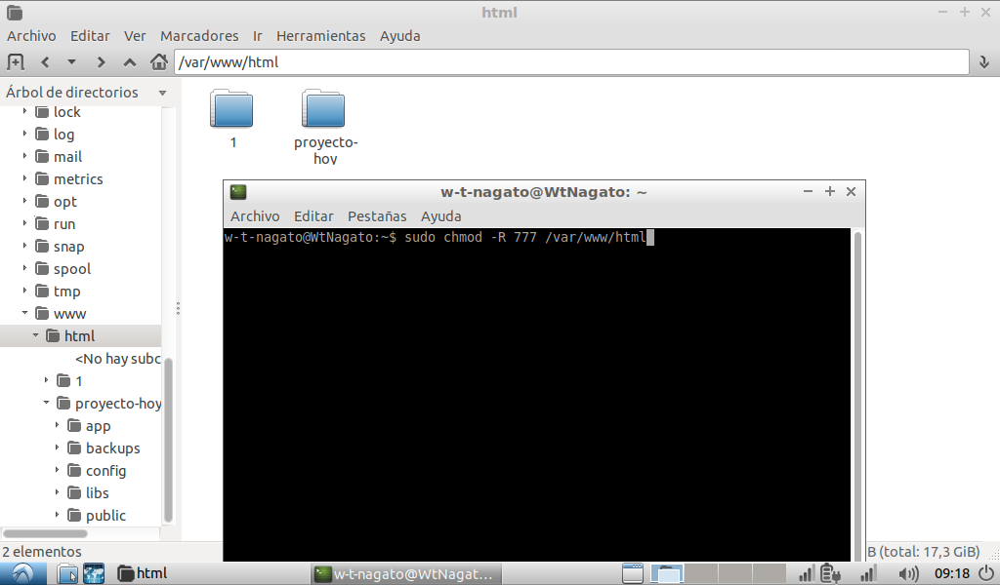 html
Archivo Editar Ver Marcadores Ir Herramientas Ayuda
/var/www/html
Árbol de directorios
lock
log
mail
metrics
opt
run
snap
spool
tmp
www
html
<No hay subc
1
proyecto-hoy
app
backups
config
libs
public
1
proyecto-
hoy
w-t-nagato@WtNagato: ~
Archivo Editar Pestañas Ayuda
w-t-nagato@WtNagato:~$ sudo chmod -R 777 /var/www/html
2 elementos
B (total: 17,3 GiB)
html
w-t-nagato@WtNagat...
09:18